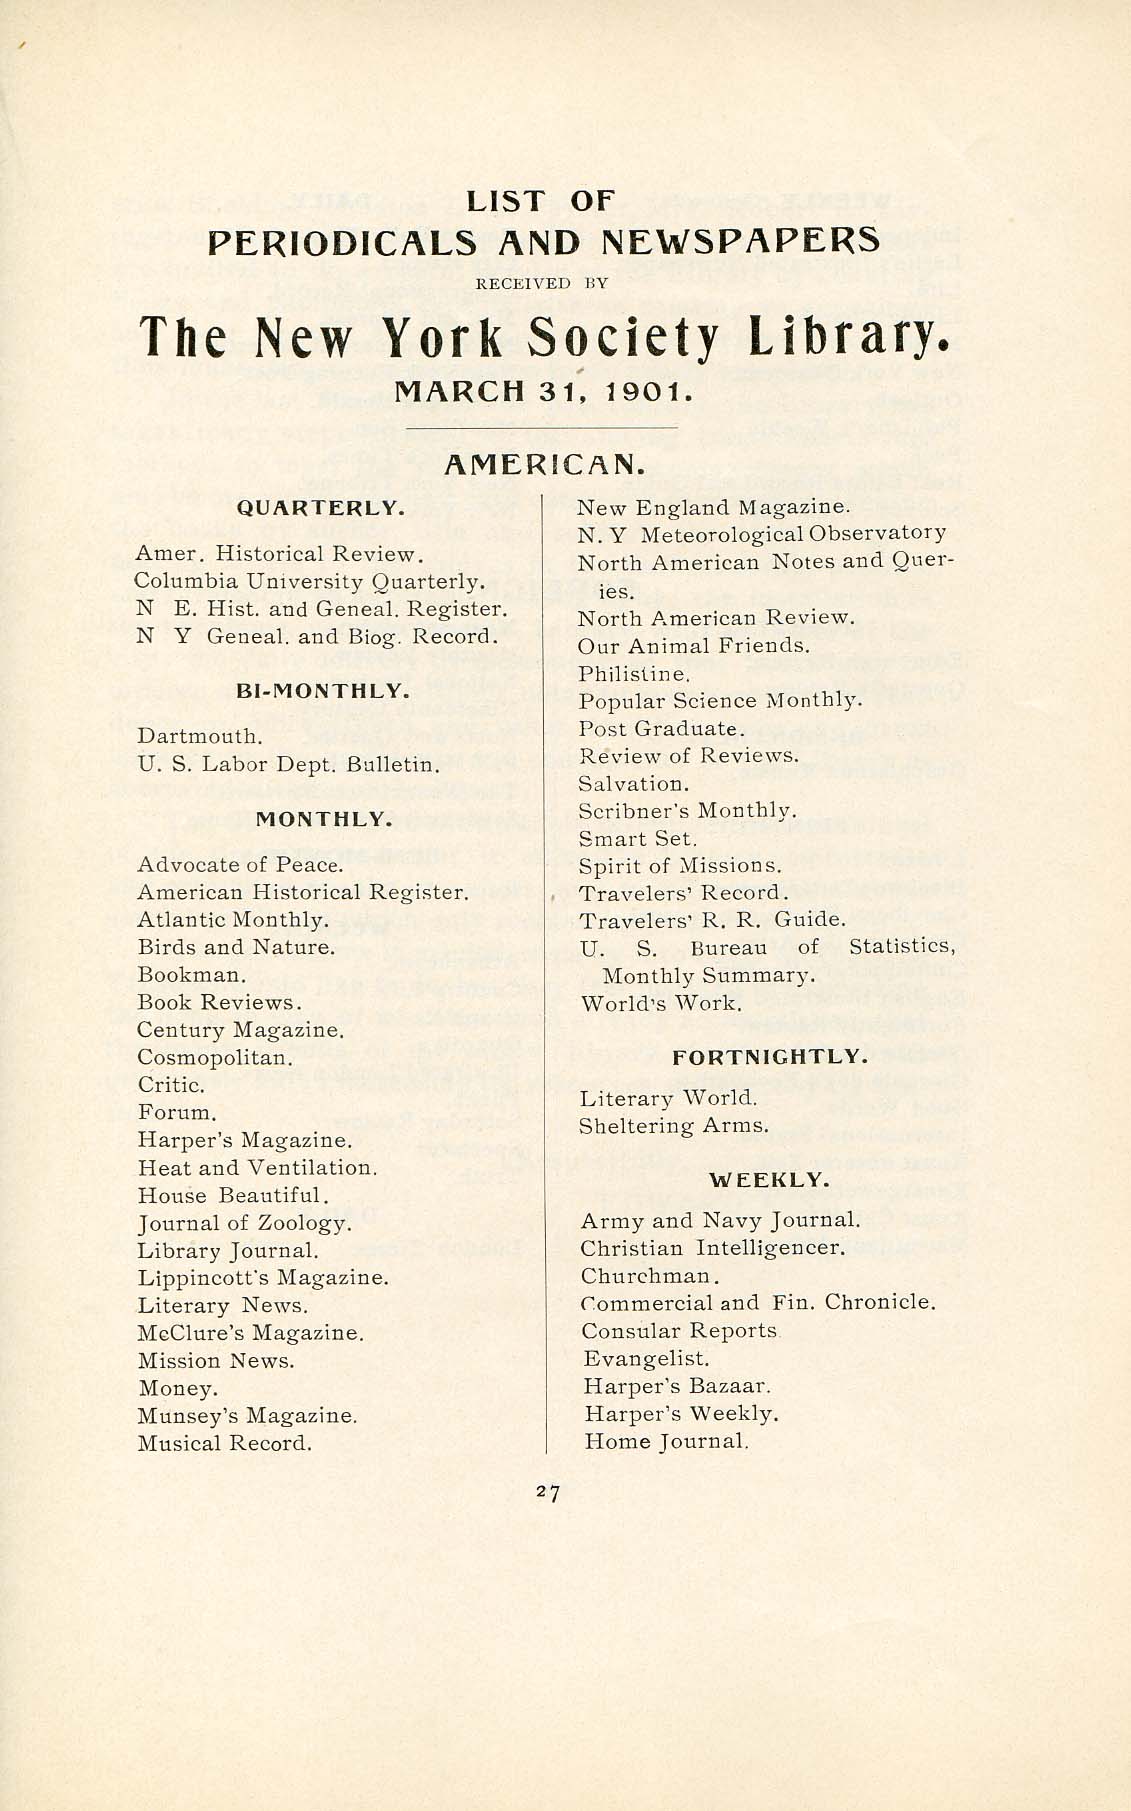 LIST OF
PERIODICALS AND NEWSPAPERS
RECEIVED BY
The New York Society Library.
MARCH 31, 1901.
AMERICAN.
QUARTERLY.
Amer. Historical Review.
Columbia University Quarterly.
N E. Hist. and Geneal. Register.
N Y Geneal. and Biog. Record.
BI-MONTHLY.
Dartmouth.
U. S. Labor Dept. Bulletin.
MONTHLY.
Advocate of Peace.
American Historical Register.
Atlantic Monthly.
Birds and Nature.
Bookman.
Book Reviews.
Century Magazine.
Cosmopolitan.
Critic.
Forum.
Harper's Magazine.
Heat and Ventilation.
House Beautiful.
Journal of Zoology.
Library Journal.
Lippincott's Magazine.
Literary News.
McClure's Magazine.
Mission News.
Money.
Munsey's Magazine.
Musical Record.
New England Magazine.
N. Y Meteorological Observatory
North American Notes and Quer-
ies.
North American Review.
Our Animal Friends.
Philistine.
Popular Science Monthly.
Post Graduate.
Review of Reviews.
Salvation.
Scribner's Monthly.
Smart Set.
Spirit of Missions.
Travelers' Record.
Travelers' R. R. Guide.
U. S. Bureau of Statistics,
Monthly Summary.
World's Work.
FORTNIGHTLY.
Literary World.
Sheltering Arms.
WEEKLY.
Army and Navy Journal.
Christian Intelligencer.
Churchman.
Commercial and Fin. Chronicle.
Consular Reports
Evangelist.
Harper's Bazaar.
Harper's Weekly.
Home Journal.
27